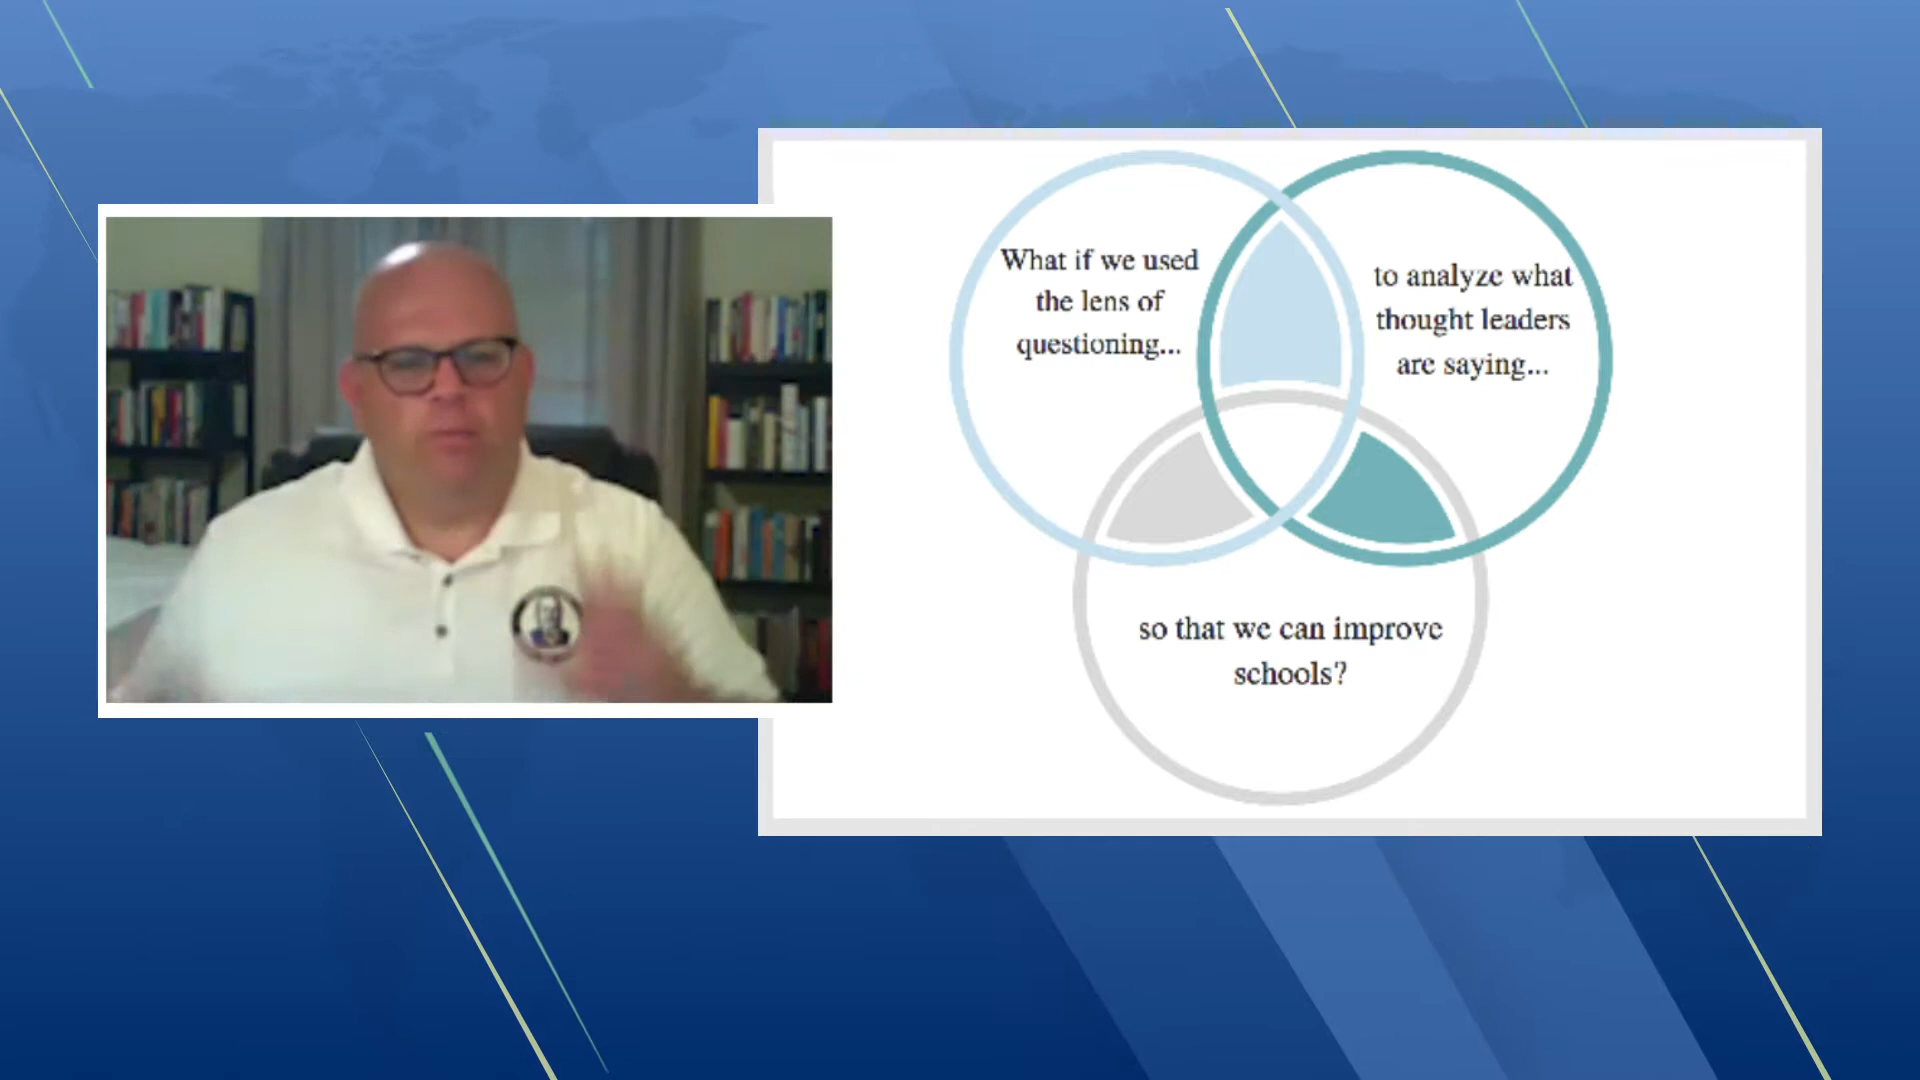 What if we used
the lens of
questioning...
to analyze what
thought leaders
are saying...
so that we can improve
schools?